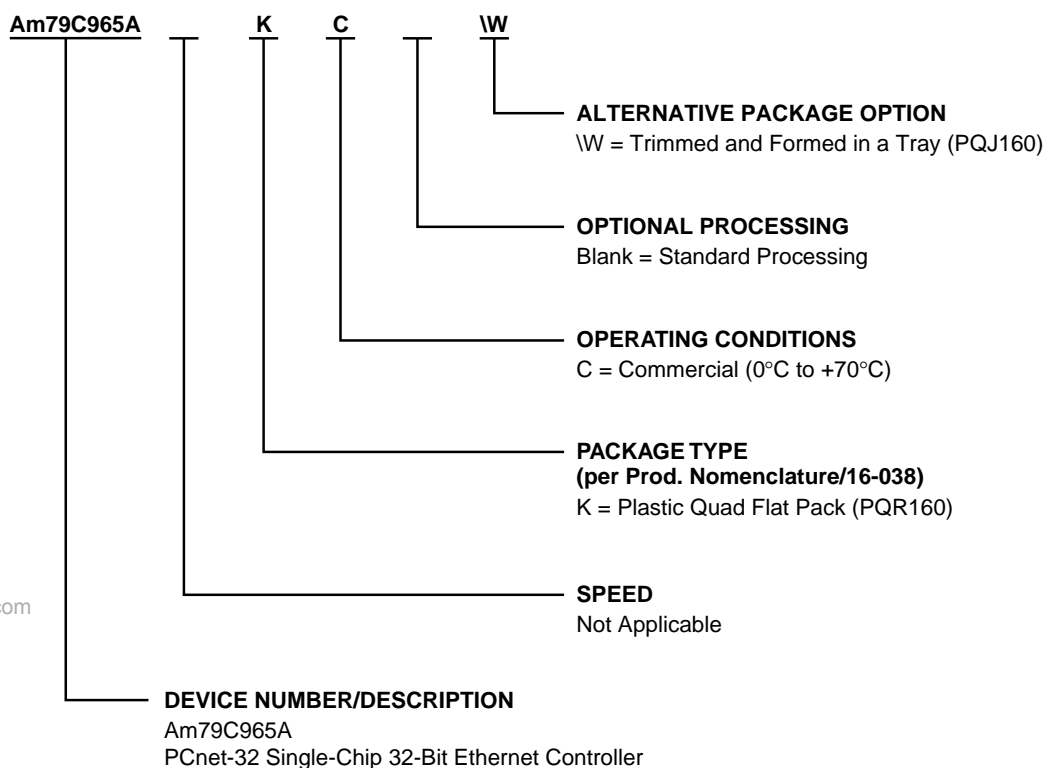 Am79C965A K C \W
ALTERNATIVE PACKAGE OPTION
\W = Trimmed and Formed in a Tray (PQJ160)
OPTIONAL PROCESSING
Blank = Standard Processing
OPERATING CONDITIONS
C = Commercial (0°C to +70°C)
PACKAGE TYPE
(per Prod. Nomenclature/16-038)
K = Plastic Quad Flat Pack (PQR160)
SPEED
Not Applicable
com
DEVICE NUMBER/DESCRIPTION
Am79C965A
PCnet-32 Single-Chip 32-Bit Ethernet Controller